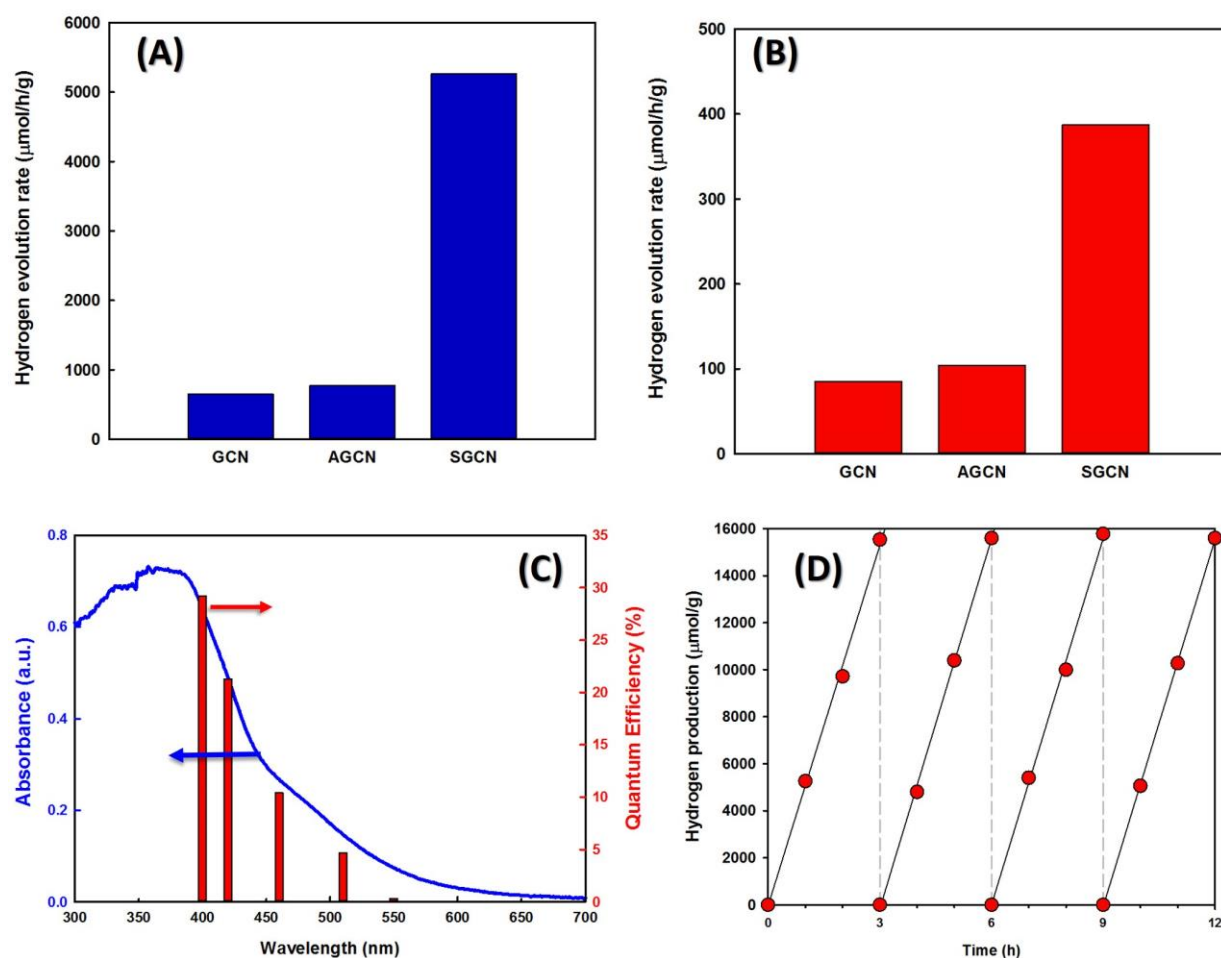 (A)
Hydrogen evolution rate (μmol/h/g)
6000
5000
4000
3000
2000
1000
0
GCN AGCN SGCN
(B)
Hydrogen evolution rate (μmol/h/g)
500
400
300
200
100
0
GCN AGCN SGCN
(C)
Absorbance (a.u.)
0.8
0.6
0.4
0.2
0.0
35
30
25
20
15
10
5
0
Quantum Efficiency (%)
300 350 400 450 500 550 600 650 700
Wavelength (nm)
(D)
Hydrogen production (μmol/g)
16000
14000
12000
10000
8000
6000
4000
2000
0
0 3 6 9 12
Time (h)